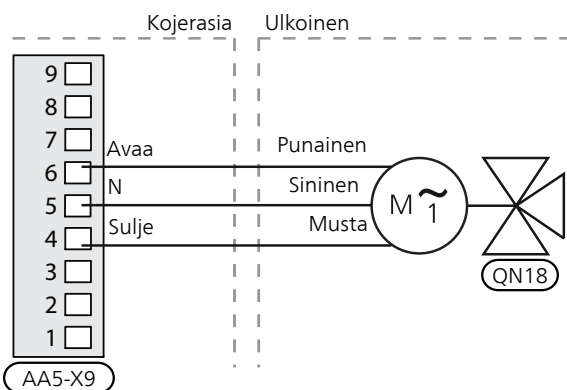 Kojerasia Ulkoinen
9
8
7
Avaa Punainen
6
N Sininen
5
Sulje Musta
4
M ~ 1
3
2
1
QN18
AA5-X9